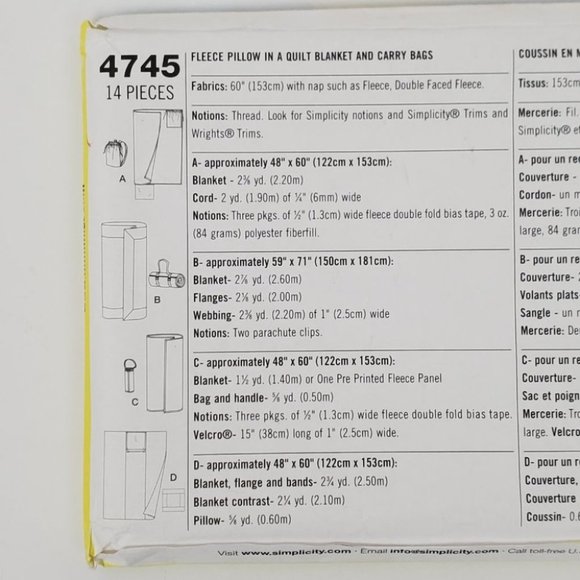 4745
14 PIECES
FLEECE PILLOW IN A QUILT BLANKET AND CARRY BAGS
Fabrics: 60" (153cm) with nap such as Fleece, Double Faced Fleece.
Notions: Thread. Look for Simplicity notions and Simplicity® Trims and
Wrights® Trims.
A- approximately 48" x 60" (122cm x 153cm):
Blanket - 2⅜ yd. (2.20m)
Cord- 2 yd. (1.90m) of ¼" (6mm) wide
Notions: Three pkgs. of ½" (1.3cm) wide fleece double fold bias tape, 3 oz.
(84 grams) polyester fiberfill.
B- approximately 59" x 71" (150cm x 181cm):
Blanket- 2⅞ yd. (2.60m)
Flanges- 2⅛ yd. (2.00m)
Webbing- 2⅜ yd. (2.20m) of 1" (2.5cm) wide
Notions: Two parachute clips.
C- approximately 48" x 60" (122cm x 153cm):
Blanket- 1½ yd. (1.40m) or One Pre Printed Fleece Panel
Bag and handle- ⅝ yd. (0.50m)
Notions: Three pkgs. of ½" (1.3cm) wide fleece double fold bias tape.
Velcro®- 15" (38cm) long of 1" (2.5cm) wide.
D- approximately 48" x 60" (122cm x 153cm):
Blanket, flange and bands- 2¾ yd. (2.50m)
Blanket contrast- 2¼ yd. (2.10m)
Pillow- ⅝ yd. (0.60m)
A
B
C
D
COUSSIN EN
Tissus: 153cm
Mercerie: Fil.
Simplicity® et
A- pour un re
Couverture -
Cordon- un m
Mercerie: Troi
large, 84 gra
B- pour un re
Couverture-
Volants plats-
Sangle - un r
Mercerie: De
C- pour un re
Couverture-
Sac et poign
Mercerie: Tro
large. Velcro
D- pour un r
Couverture,
Couverture
Coussin- 0.6
Visit www.simplicity.com · Email info@simplicity.com · Call toll-free U.